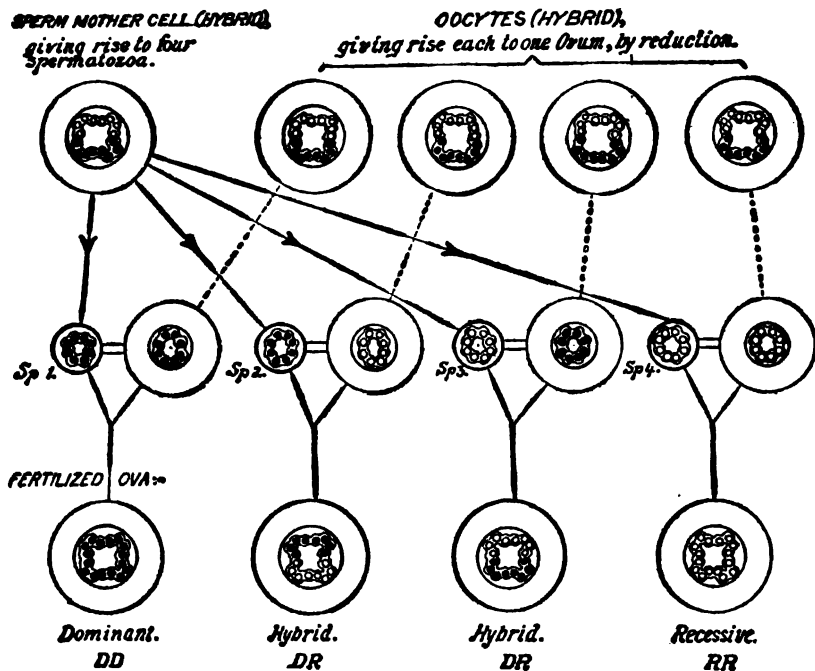 SPERM MOTHER CELL (HYBRID),
giving rise to four
Spermatozoa.
OOCYTES (HYBRID),
giving rise each to one Ovum, by reduction.
Sp 1.
Sp 2.
Sp 3.
Sp 4.
FERTILIZED OVA:-
Dominant.
DD
Hybrid.
DR
Hybrid.
DR
Recessive.
RR